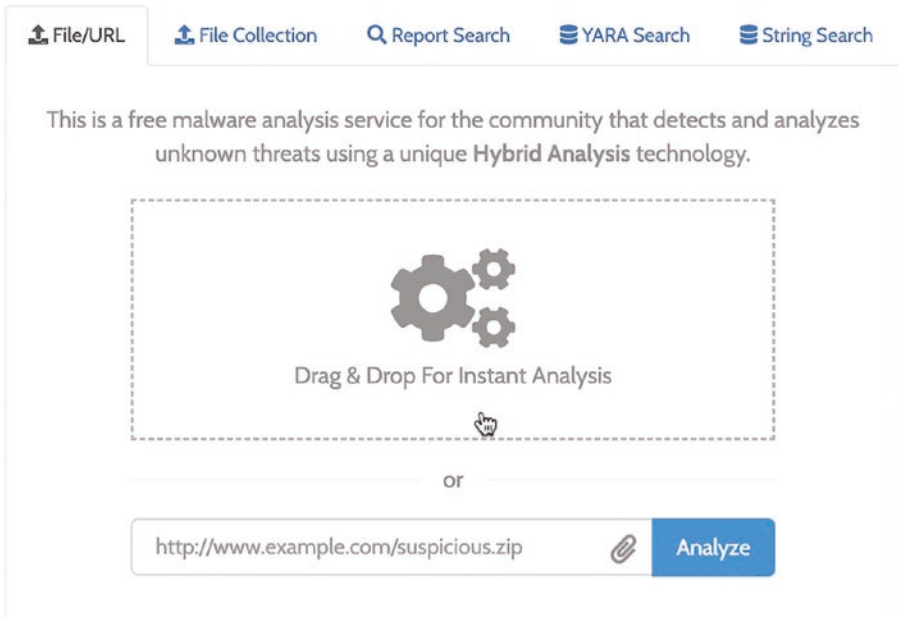 File/URL
File Collection
Report Search
YARA Search
String Search
This is a free malware analysis service for the community that detects and analyzes
unknown threats using a unique Hybrid Analysis technology.
Drag & Drop For Instant Analysis
or
http://www.example.com/suspicious.zip
Analyze